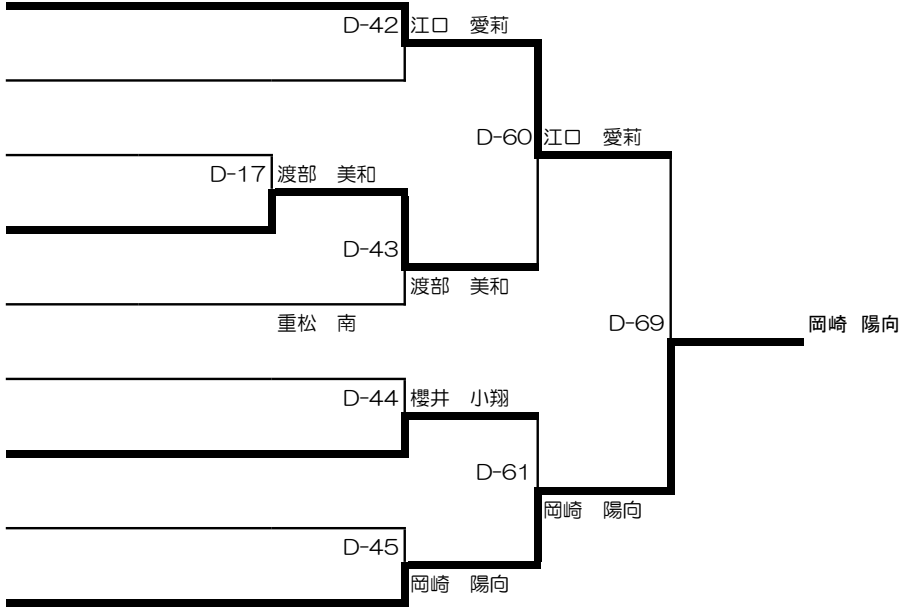 D-42 江口 愛莉
D-60 江口 愛莉
D-17 渡部 美和
D-43
渡部 美和
重松 南
D-69 岡崎 陽向
D-44 櫻井 小翔
D-61
岡崎 陽向
D-45
岡崎 陽向